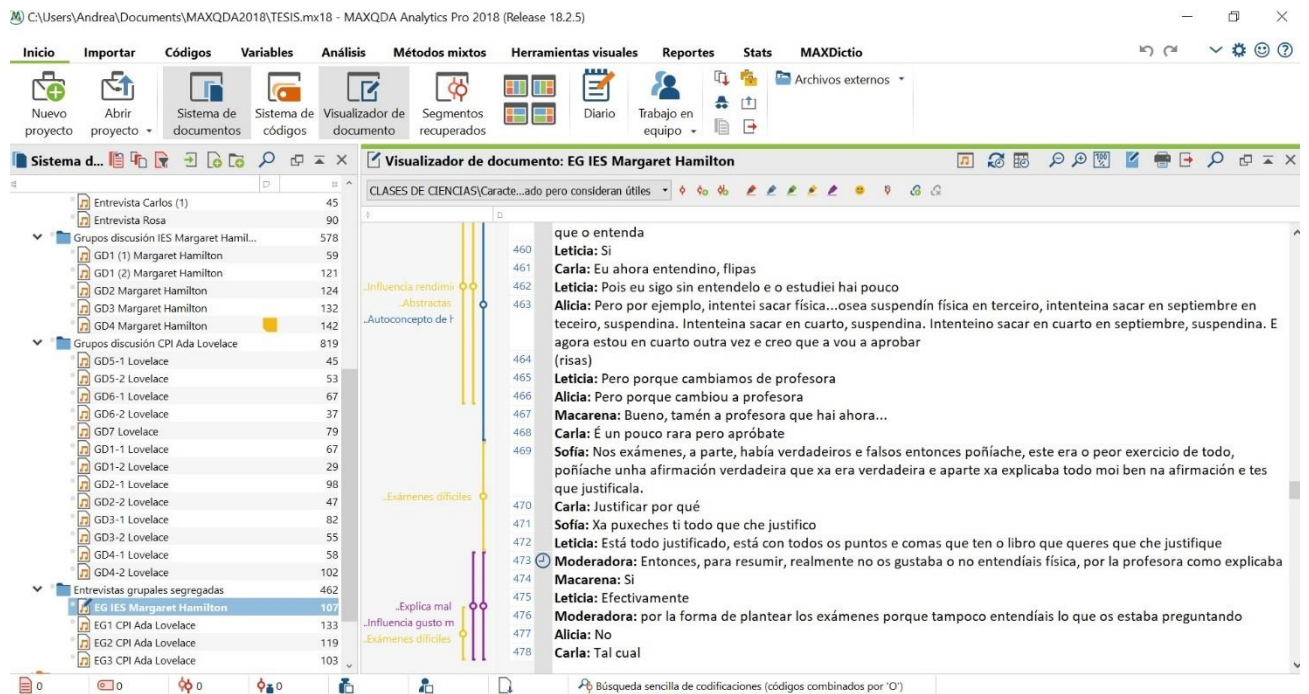 C:\Users\Andrea\Documents\MAXQDA2018\TESIS.mx18 - MAXQDA Analytics Pro 2018 (Release 18.2.5)
Inicio Importar Códigos Variables Análisis Métodos mixtos Herramientas visuales Reportes Stats MAXDictio
Nuevo proyecto
Abrir proyecto
Sistema de documentos
Sistema de códigos
Visualizador de documento
Segmentos recuperados
Diario
Trabajo en equipo
Archivos externos
Sistema d...
Entrevista Carlos (1) 45
Entrevista Rosa 90
Grupos discusión IES Margaret Hamil... 578
GD1 (1) Margaret Hamilton 59
GD1 (2) Margaret Hamilton 121
GD2 Margaret Hamilton 124
GD3 Margaret Hamilton 132
GD4 Margaret Hamilton 142
Grupos discusión CPI Ada Lovelace 819
GD5-1 Lovelace 45
GD5-2 Lovelace 53
GD6-1 Lovelace 67
GD6-2 Lovelace 37
GD7 Lovelace 79
GD1-1 Lovelace 67
GD1-2 Lovelace 29
GD2-1 Lovelace 98
GD2-2 Lovelace 47
GD3-1 Lovelace 82
GD3-2 Lovelace 55
GD4-1 Lovelace 58
GD4-2 Lovelace 102
Entrevistas grupales segregadas 462
EG IES Margaret Hamilton 107
EG1 CPI Ada Lovelace 133
EG2 CPI Ada Lovelace 119
EG3 CPI Ada Lovelace 103
Visualizador de documento: EG IES Margaret Hamilton
100%
CLASES DE CIENCIAS\Caracte...ado pero consideran útiles
..Influencia rendimi
..Abstractas
..Autoconcepto de h
..Exámenes difíciles
..Explica mal
..Influencia gusto m
..Exámenes difíciles
que o entenda
460 Leticia: Si
461 Carla: Eu ahora entendino, flipas
462 Leticia: Pois eu sigo sin entendelo e o estudiei hai pouco
463 Alicia: Pero por ejemplo, intentei sacar física...osea suspendín física en terceiro, intenteina sacar en septiembre en
teceiro, suspendina. Intenteina sacar en cuarto, suspendina. Intenteino sacar en cuarto en septiembre, suspendina. E
agora estou en cuarto outra vez e creo que a vou a aprobar
464 (risas)
465 Leticia: Pero porque cambiamos de profesora
466 Alicia: Pero porque cambiou a profesora
467 Macarena: Bueno, tamén a profesora que hai ahora...
468 Carla: É un pouco rara pero apróbate
469 Sofía: Nos exámenes, a parte, había verdadeiros e falsos entonces poñíache, este era o peor exercicio de todo,
poñíache unha afirmación verdadeira que xa era verdadeira e aparte xa explicaba todo moi ben na afirmación e tes
que justificala.
470 Carla: Justificar por qué
471 Sofía: Xa puxeches ti todo que che justifico
472 Leticia: Está todo justificado, está con todos os puntos e comas que ten o libro que queres que che justifique
473 Moderadora: Entonces, para resumir, realmente no os gustaba o no entendíais física, por la profesora como explicaba
474 Macarena: Si
475 Leticia: Efectivamente
476 Moderadora: por la forma de plantear los exámenes porque tampoco entendíais lo que os estaba preguntando
477 Alicia: No
478 Carla: Tal cual
0 0 0 0 Búsqueda sencilla de codificaciones (códigos combinados por 'O')